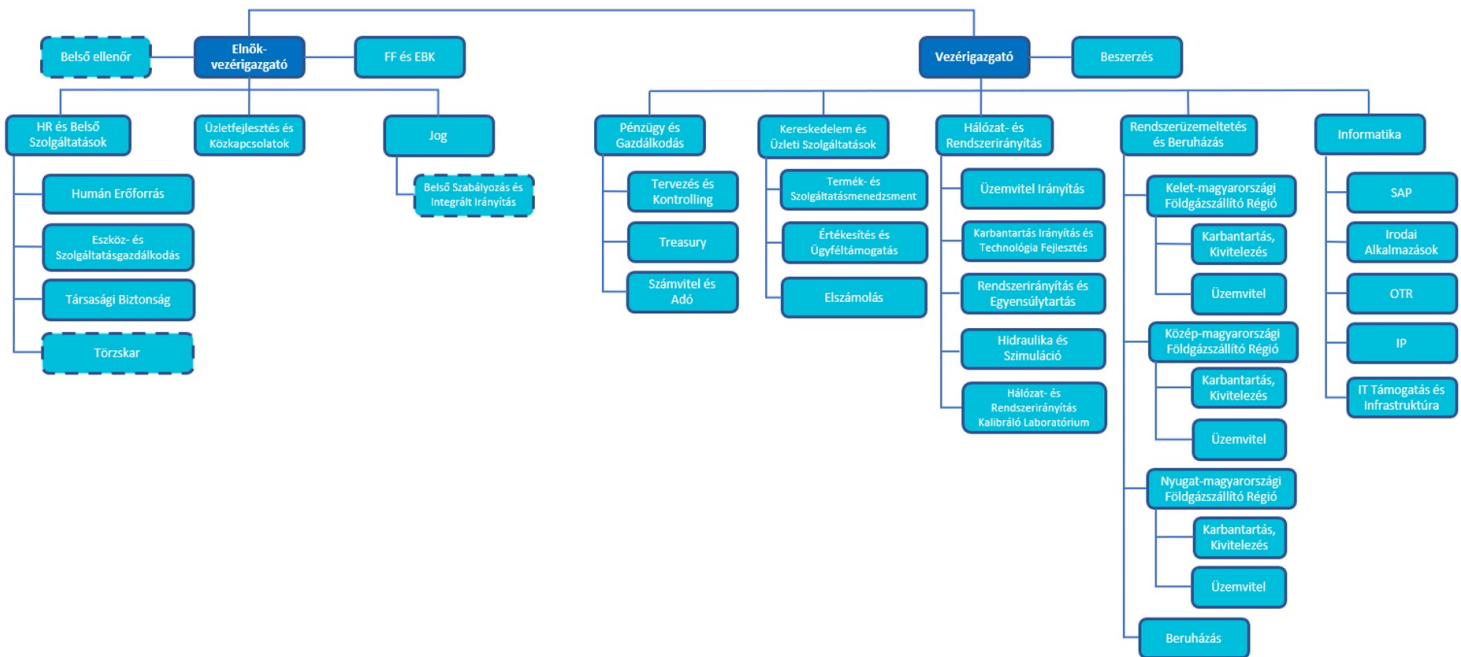 Belső ellenőr
Elnök-
vezérigazgató
FF és EBK
Vezérigazgató
Beszerzés
HR és Belső
Szolgáltatások
Üzletfejlesztés és
Közkapcsolatok
Jog
Humán Erőforrás
Eszköz- és
Szolgáltatásgazdálkodás
Társasági Biztonság
Törzskar
Belső Szabályozás és
Integrált Irányítás
Pénzügy és
Gazdálkodás
Tervezés és
Kontrolling
Treasury
Számvitel és
Adó
Kereskedelem és
Üzleti Szolgáltatások
Termék- és
Szolgáltatásmenedzsment
Értékesítés és
Ügyféltámogatás
Elszámolás
Hálózat- és
Rendszerirányítás
Üzemvitel Irányítás
Karbantartás Irányítás és
Technológia Fejlesztés
Rendszerirányítás és
Egyensúlytartás
Hidraulika és
Szimuláció
Hálózat- és
Rendszerirányítás
Kalibráló Laboratórium
Rendszerüzemeltetés
és Beruházás
Kelet-magyarországi
Földgázszállító Régió
Karbantartás,
Kivitelezés
Üzemvitel
Közép-magyarországi
Földgázszállító Régió
Karbantartás,
Kivitelezés
Üzemvitel
Nyugat-magyarországi
Földgázszállító Régió
Karbantartás,
Kivitelezés
Üzemvitel
Beruházás
Informatika
SAP
Irodai
Alkalmazások
OTR
IP
IT Támogatás és
Infrastruktúra